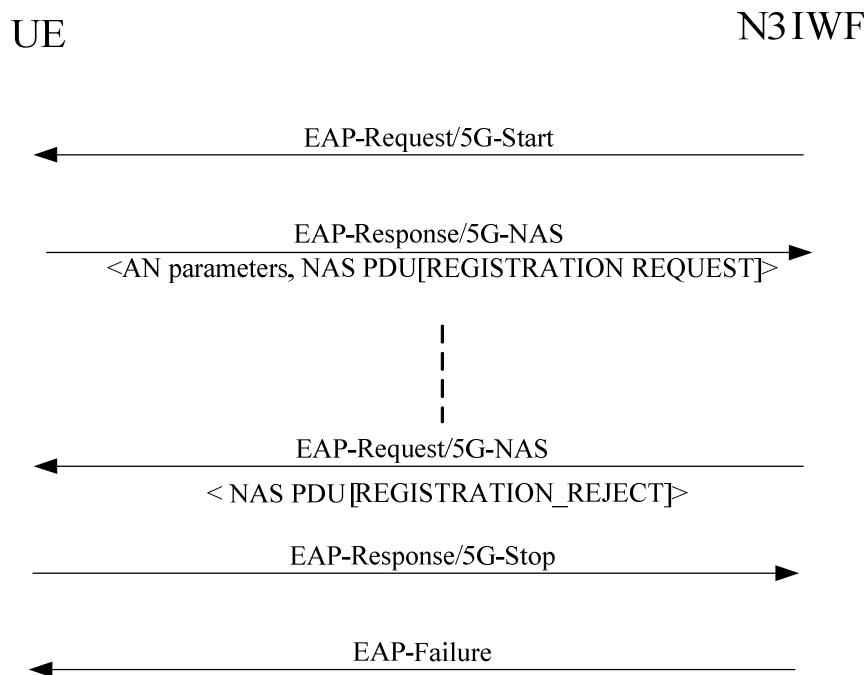 UE
N3IWF
EAP-Request/5G-Start
EAP-Response/5G-NAS
<AN parameters, NAS PDU[REGISTRATION REQUEST]>
EAP-Request/5G-NAS
< NAS PDU[REGISTRATION_REJECT]>
EAP-Response/5G-Stop
EAP-Failure